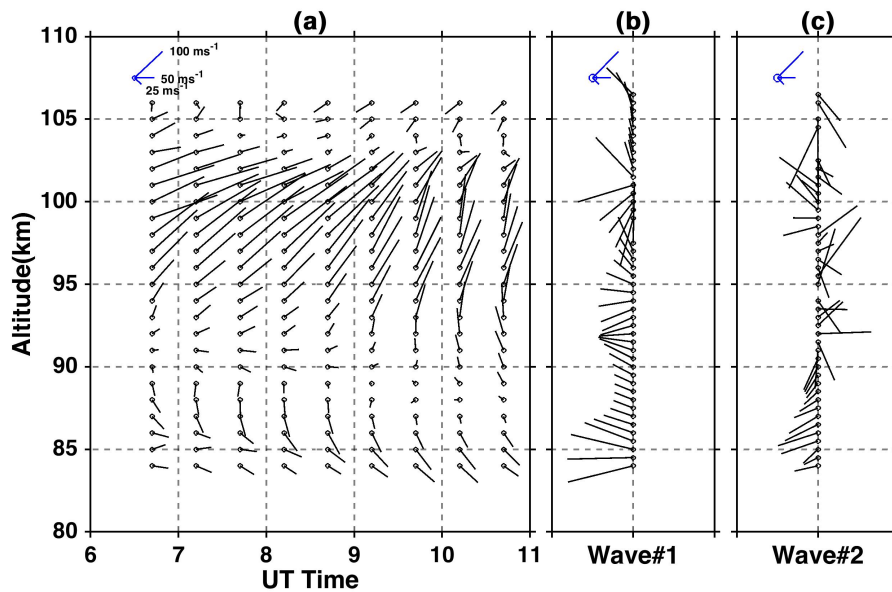 (a) (b) (c)
110
100 ms⁻¹
50 ms⁻¹
25 ms⁻¹
105
100
95
90
85
80
Altitude(km)
6 7 8 9 10 11
UT Time
Wave#1 Wave#2